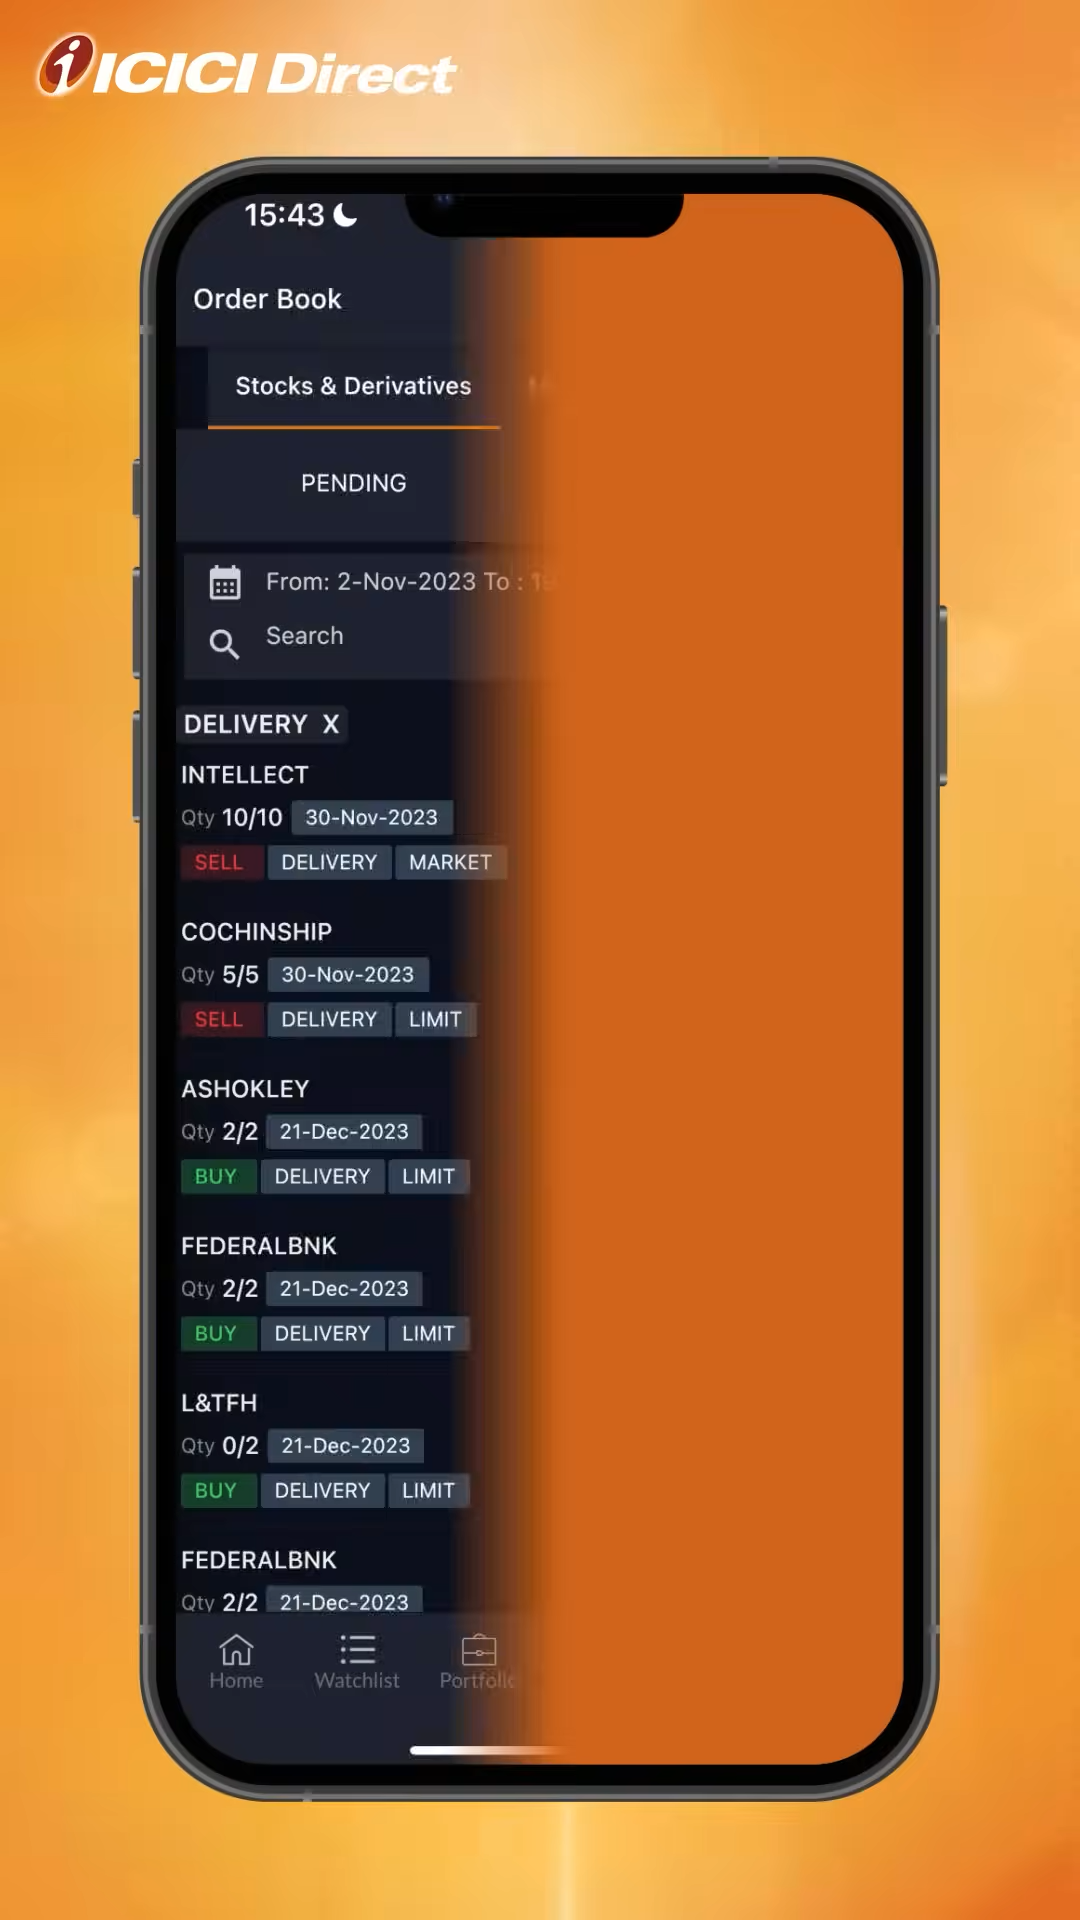 ICICI Direct
15:43
Order Book
Stocks & Derivatives
PENDING
From: 2-Nov-2023 To :
Search
DELIVERY X
INTELLECT
Qty 10/10 30-Nov-2023
SELL DELIVERY MARKET
COCHINSHIP
Qty 5/5 30-Nov-2023
SELL DELIVERY LIMIT
ASHOKLEY
Qty 2/2 21-Dec-2023
BUY DELIVERY LIMIT
FEDERALBNK
Qty 2/2 21-Dec-2023
BUY DELIVERY LIMIT
L&TFH
Qty 0/2 21-Dec-2023
BUY DELIVERY LIMIT
FEDERALBNK
Qty 2/2 21-Dec-2023
Home Watchlist Portfolio